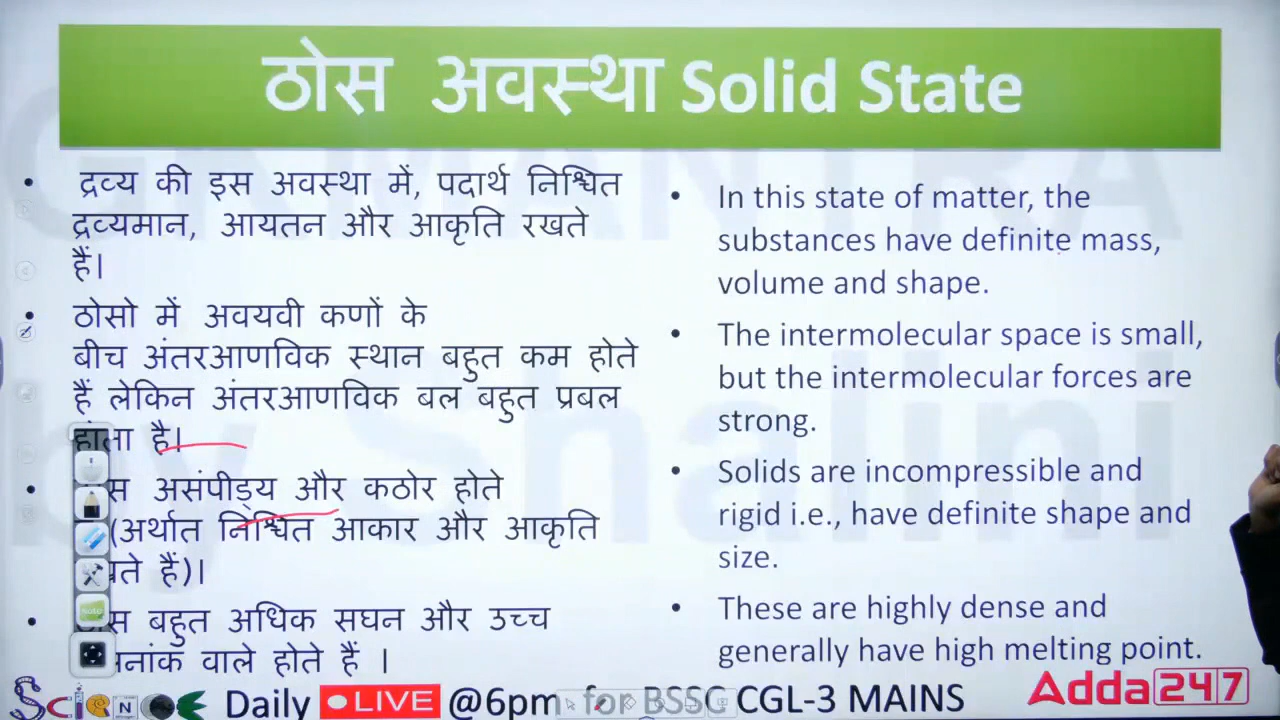 ठोस अवस्था Solid State
• द्रव्य की इस अवस्था में, पदार्थ निश्चित
द्रव्यमान, आयतन और आकृति रखते
हैं।
• ठोसो में अवयवी कणों के
बीच अंतरआणविक स्थान बहुत कम होते
हैं लेकिन अंतरआणविक बल बहुत प्रबल
होता है।
• असंपीड्य और कठोर होते
(अर्थात निश्चित आकार और आकृति
हैं)।
• बहुत अधिक सघन और उच्च
वाले होते हैं ।
• In this state of matter, the
substances have definite mass,
volume and shape.
• The intermolecular space is small,
but the intermolecular forces are
strong.
• Solids are incompressible and
rigid i.e., have definite shape and
size.
• These are highly dense and
generally have high melting point.
Daily LIVE @6pm for BSSC CGL-3 MAINS
Adda247
GKMANTRA
by Shalini